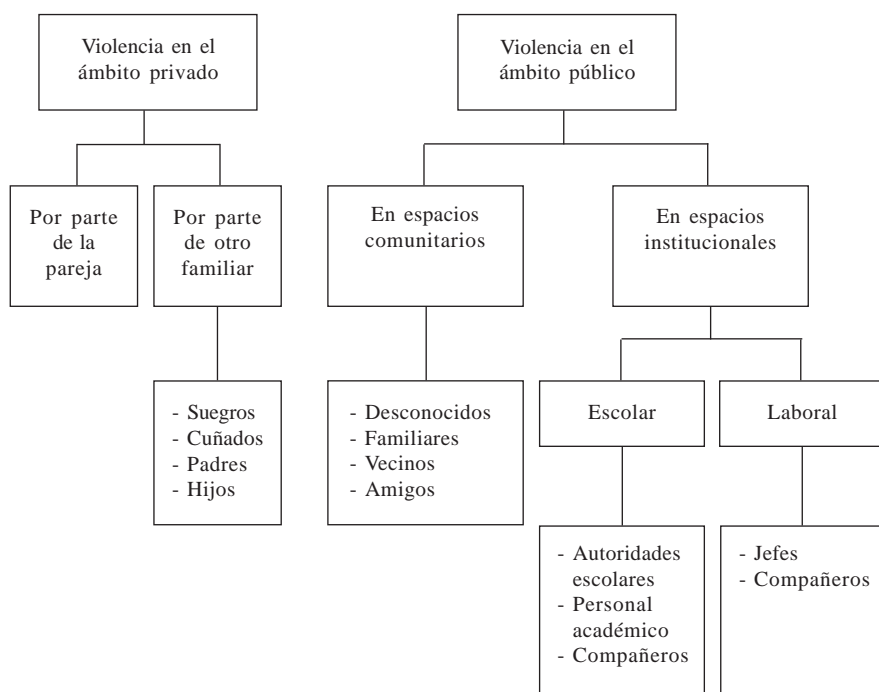 Violencia en el
ámbito privado
Violencia en el
ámbito público
Por parte
de la
pareja
Por parte
de otro
familiar
En espacios
comunitarios
En espacios
institucionales
- Suegros
- Cuñados
- Padres
- Hijos
- Desconocidos
- Familiares
- Vecinos
- Amigos
Escolar
Laboral
- Autoridades
escolares
- Personal
académico
- Compañeros
- Jefes
- Compañeros